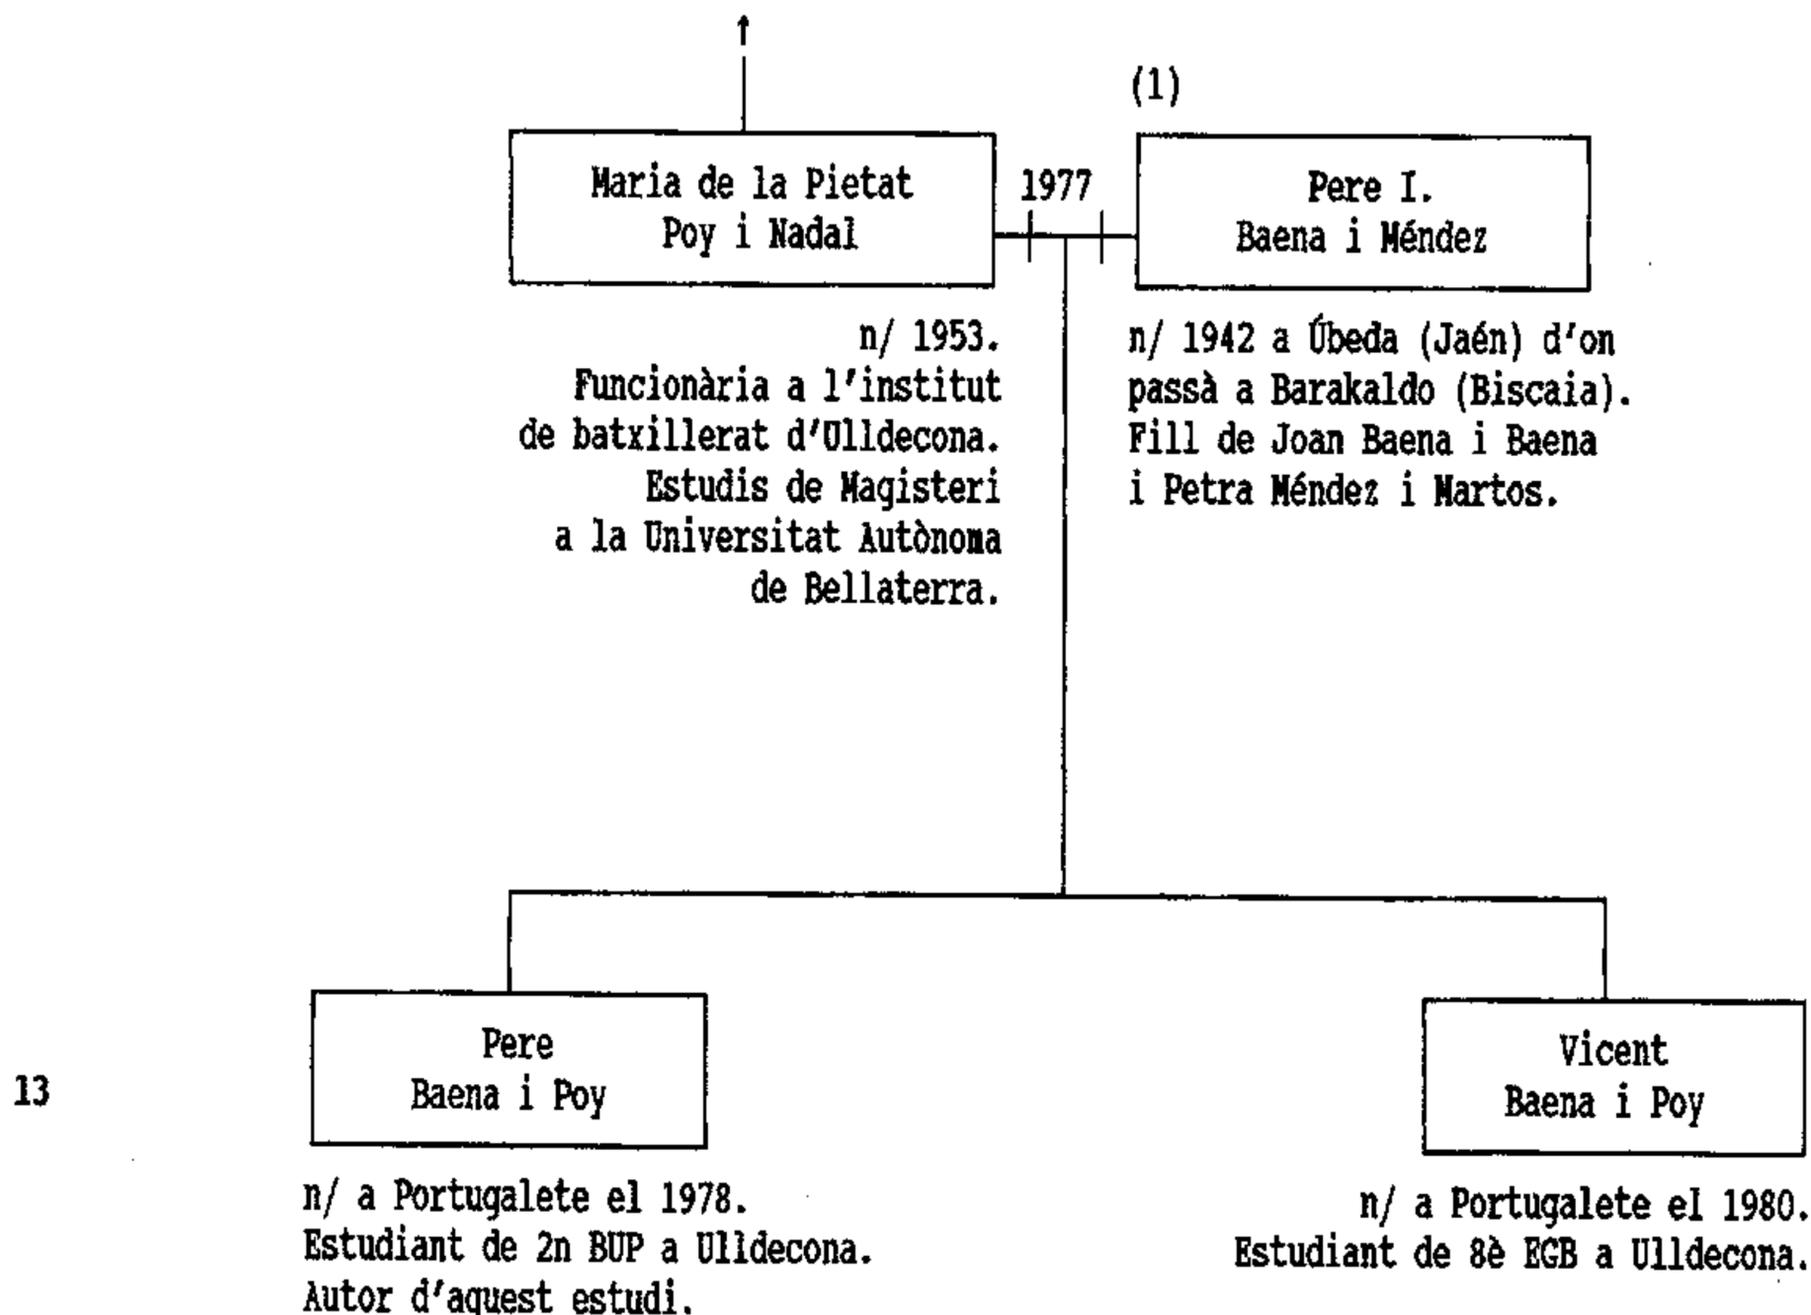 (1)
Maria de la Pietat
Poy i Nadal
1977
Pere I.
Baena i Méndez
n/ 1953.
Funcionària a l'institut
de batxillerat d'Ulldecona.
Estudis de Magisteri
a la Universitat Autònoma
de Bellaterra.
n/ 1942 a Úbeda (Jaén) d'on
passà a Barakaldo (Biscaia).
Fill de Joan Baena i Baena
i Petra Méndez i Martos.
13
Pere
Baena i Poy
n/ a Portugalete el 1978.
Estudiant de 2n BUP a Ulldecona.
Autor d'aquest estudi.
Vicent
Baena i Poy
n/ a Portugalete el 1980.
Estudiant de 8è EGB a Ulldecona.